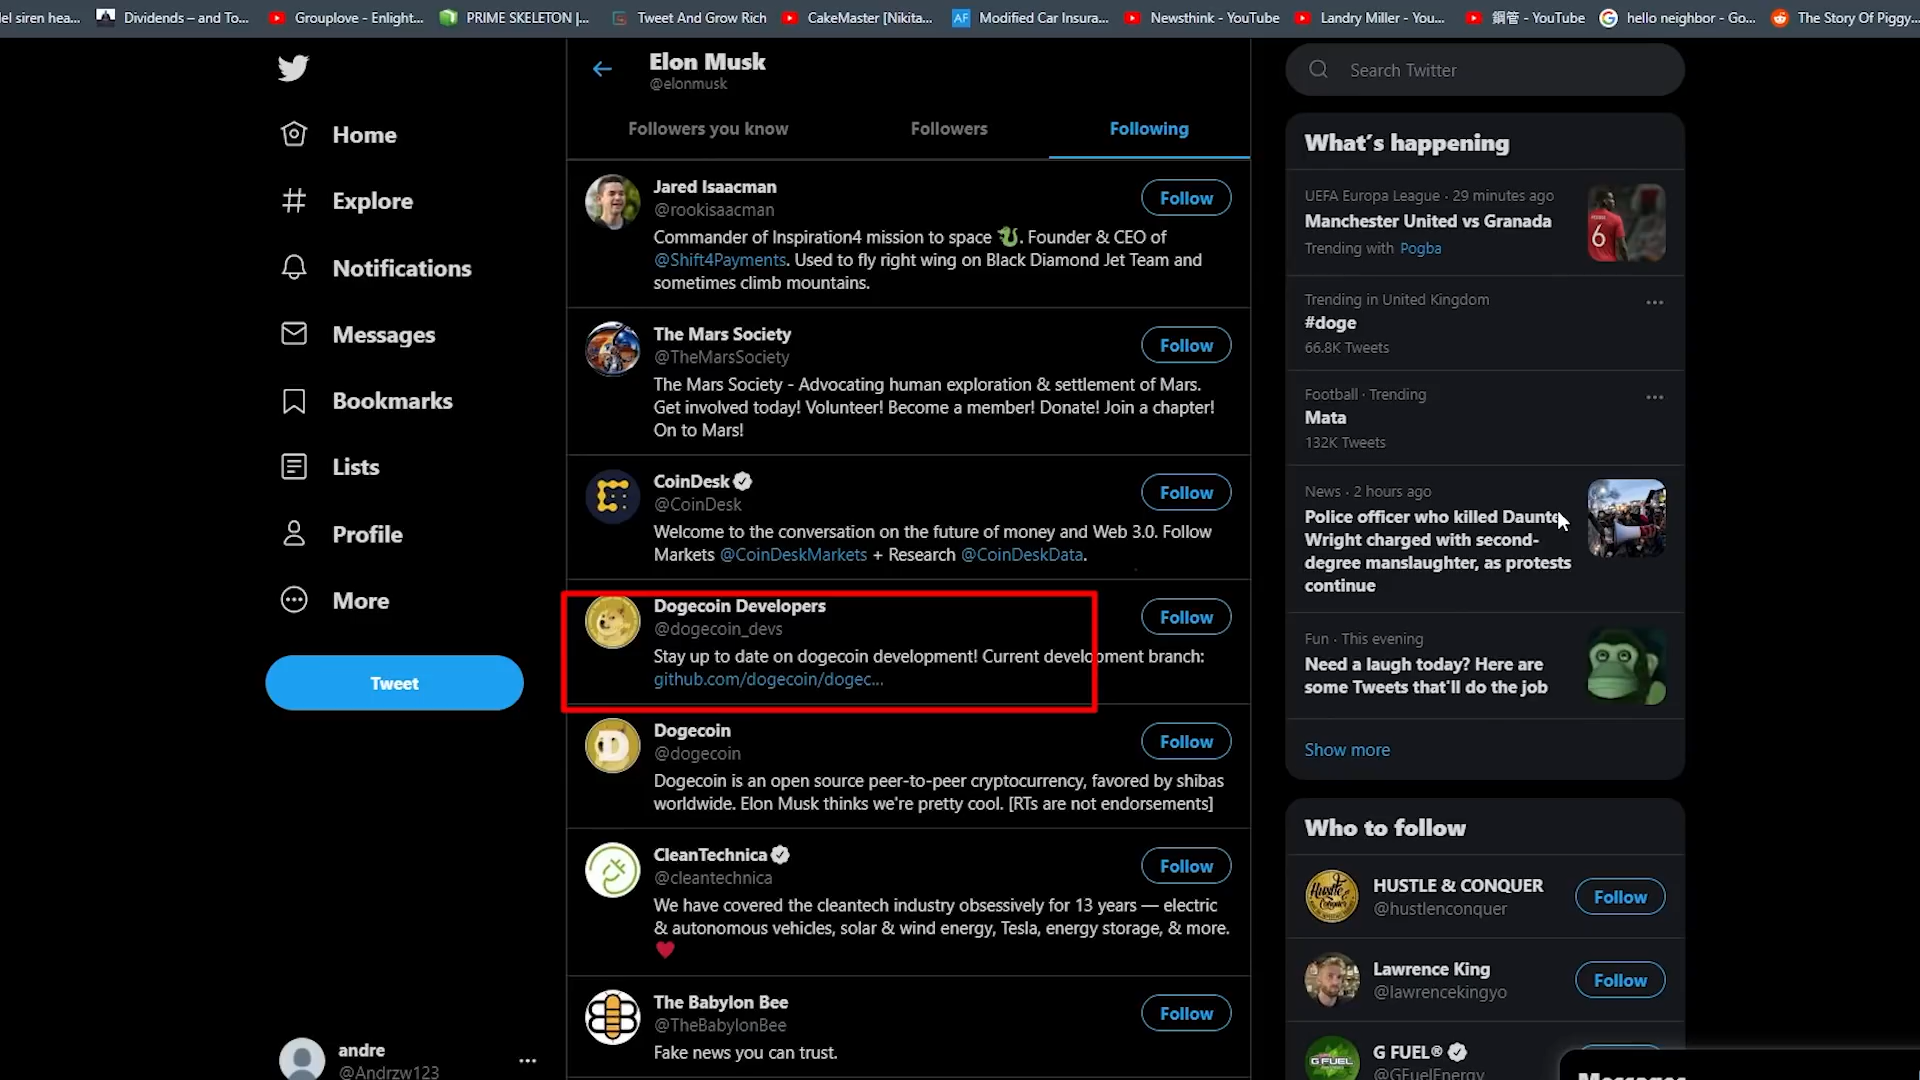 el siren hea...
Dividends – and To...
Grouplove - Enlight...
PRIME SKELETON |...
Tweet And Grow Rich
CakeMaster [Nikita...
AF
Modified Car Insura...
Newsthink - YouTube
Landry Miller - You...
鋼管 - YouTube
hello neighbor - Go...
The Story Of Piggy...
Home
Explore
Notifications
Messages
Bookmarks
Lists
Profile
More
Tweet
andre
@Andrzw123
Elon Musk
@elonmusk
Followers you know
Followers
Following
Jared Isaacman
@rookisaacman
Follow
Commander of Inspiration4 mission to space 🐉. Founder & CEO of
@Shift4Payments. Used to fly right wing on Black Diamond Jet Team and
sometimes climb mountains.
The Mars Society
@TheMarsSociety
Follow
The Mars Society - Advocating human exploration & settlement of Mars.
Get involved today! Volunteer! Become a member! Donate! Join a chapter!
On to Mars!
CoinDesk
@CoinDesk
Follow
Welcome to the conversation on the future of money and Web 3.0. Follow
Markets @CoinDeskMarkets + Research @CoinDeskData.
Dogecoin Developers
@dogecoin_devs
Follow
Stay up to date on dogecoin development! Current development branch:
github.com/dogecoin/dogec...
Dogecoin
@dogecoin
Follow
Dogecoin is an open source peer-to-peer cryptocurrency, favored by shibas
worldwide. Elon Musk thinks we're pretty cool. [RTs are not endorsements]
CleanTechnica
@cleantechnica
Follow
We have covered the cleantech industry obsessively for 13 years — electric
& autonomous vehicles, solar & wind energy, Tesla, energy storage, & more.
♥
The Babylon Bee
@TheBabylonBee
Follow
Fake news you can trust.
Search Twitter
What's happening
UEFA Europa League · 29 minutes ago
Manchester United vs Granada
Trending with Pogba
6
Trending in United Kingdom
#doge
66.8K Tweets
Football · Trending
Mata
132K Tweets
News · 2 hours ago
Police officer who killed Daunte
Wright charged with second-
degree manslaughter, as protests
continue
Fun · This evening
Need a laugh today? Here are
some Tweets that'll do the job
Show more
Who to follow
HUSTLE & CONQUER
@hustlenconquer
Follow
Lawrence King
@lawrencekingyo
Follow
G FUEL®
@GFuelEnergy
G FUEL
Messages